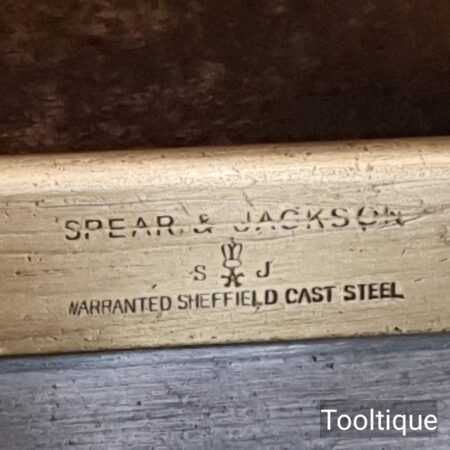 SPEAR & JACKSON
S J
WARRANTED SHEFFIELD CAST STEEL
Tooltique